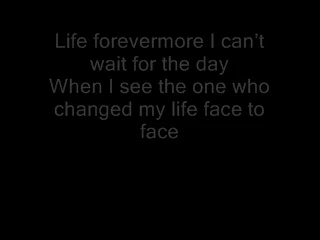 Life forevermore I can't
wait for the day
When I see the one who
changed my life face to
face